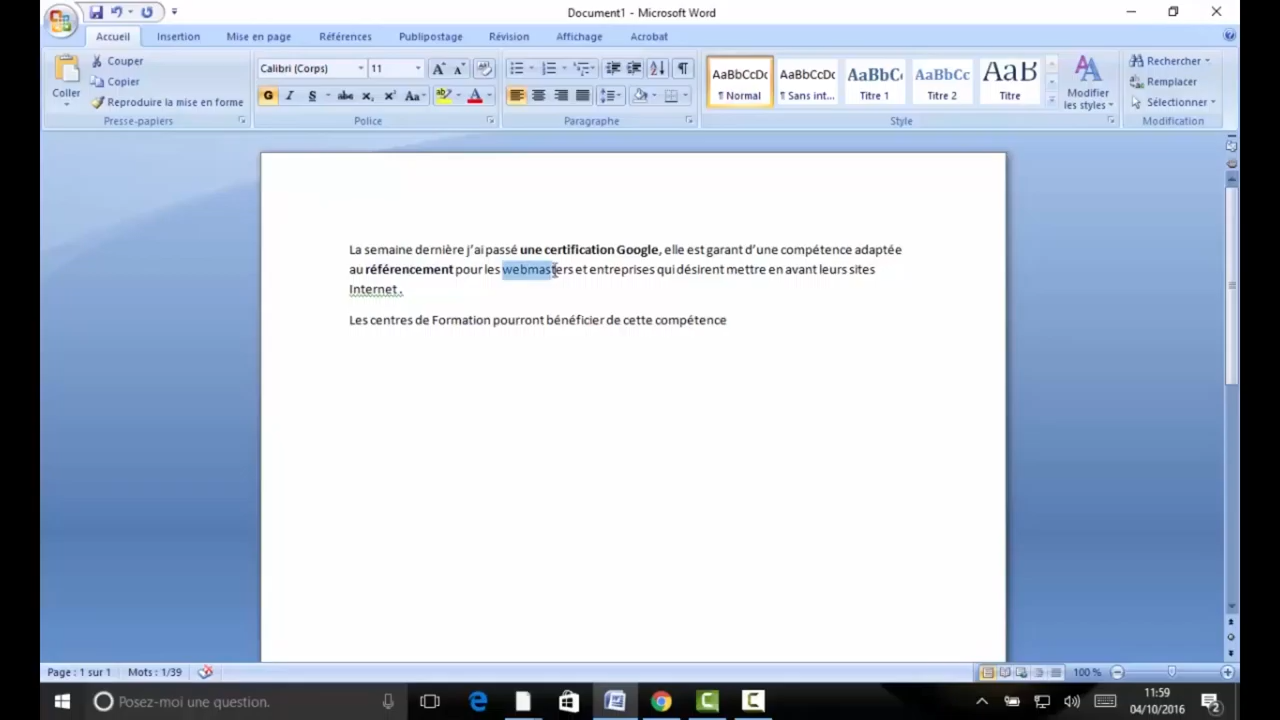 Document1 - Microsoft Word
Accueil Insertion Mise en page Références Publipostage Révision Affichage Acrobat
Coller
Couper
Copier
Reproduire la mise en forme
Presse-papiers
Calibri (Corps) 11
G I S abc x₂ x² Aa
Police
Paragraphe
AaBbCcDc AaBbCcDc AaBbC AaBbCc AaB
¶ Normal ¶ Sans int... Titre 1 Titre 2 Titre
Modifier
les styles
Style
Rechercher
Remplacer
Sélectionner
Modification
La semaine dernière j’ai passé une certification Google, elle est garant d’une compétence adaptée
au référencement pour les webmasters et entreprises qui désirent mettre en avant leurs sites
Internet .
Les centres de Formation pourront bénéficier de cette compétence
Page : 1 sur 1 Mots : 1/39 100 %
Posez-moi une question.
11:59
04/10/2016
2